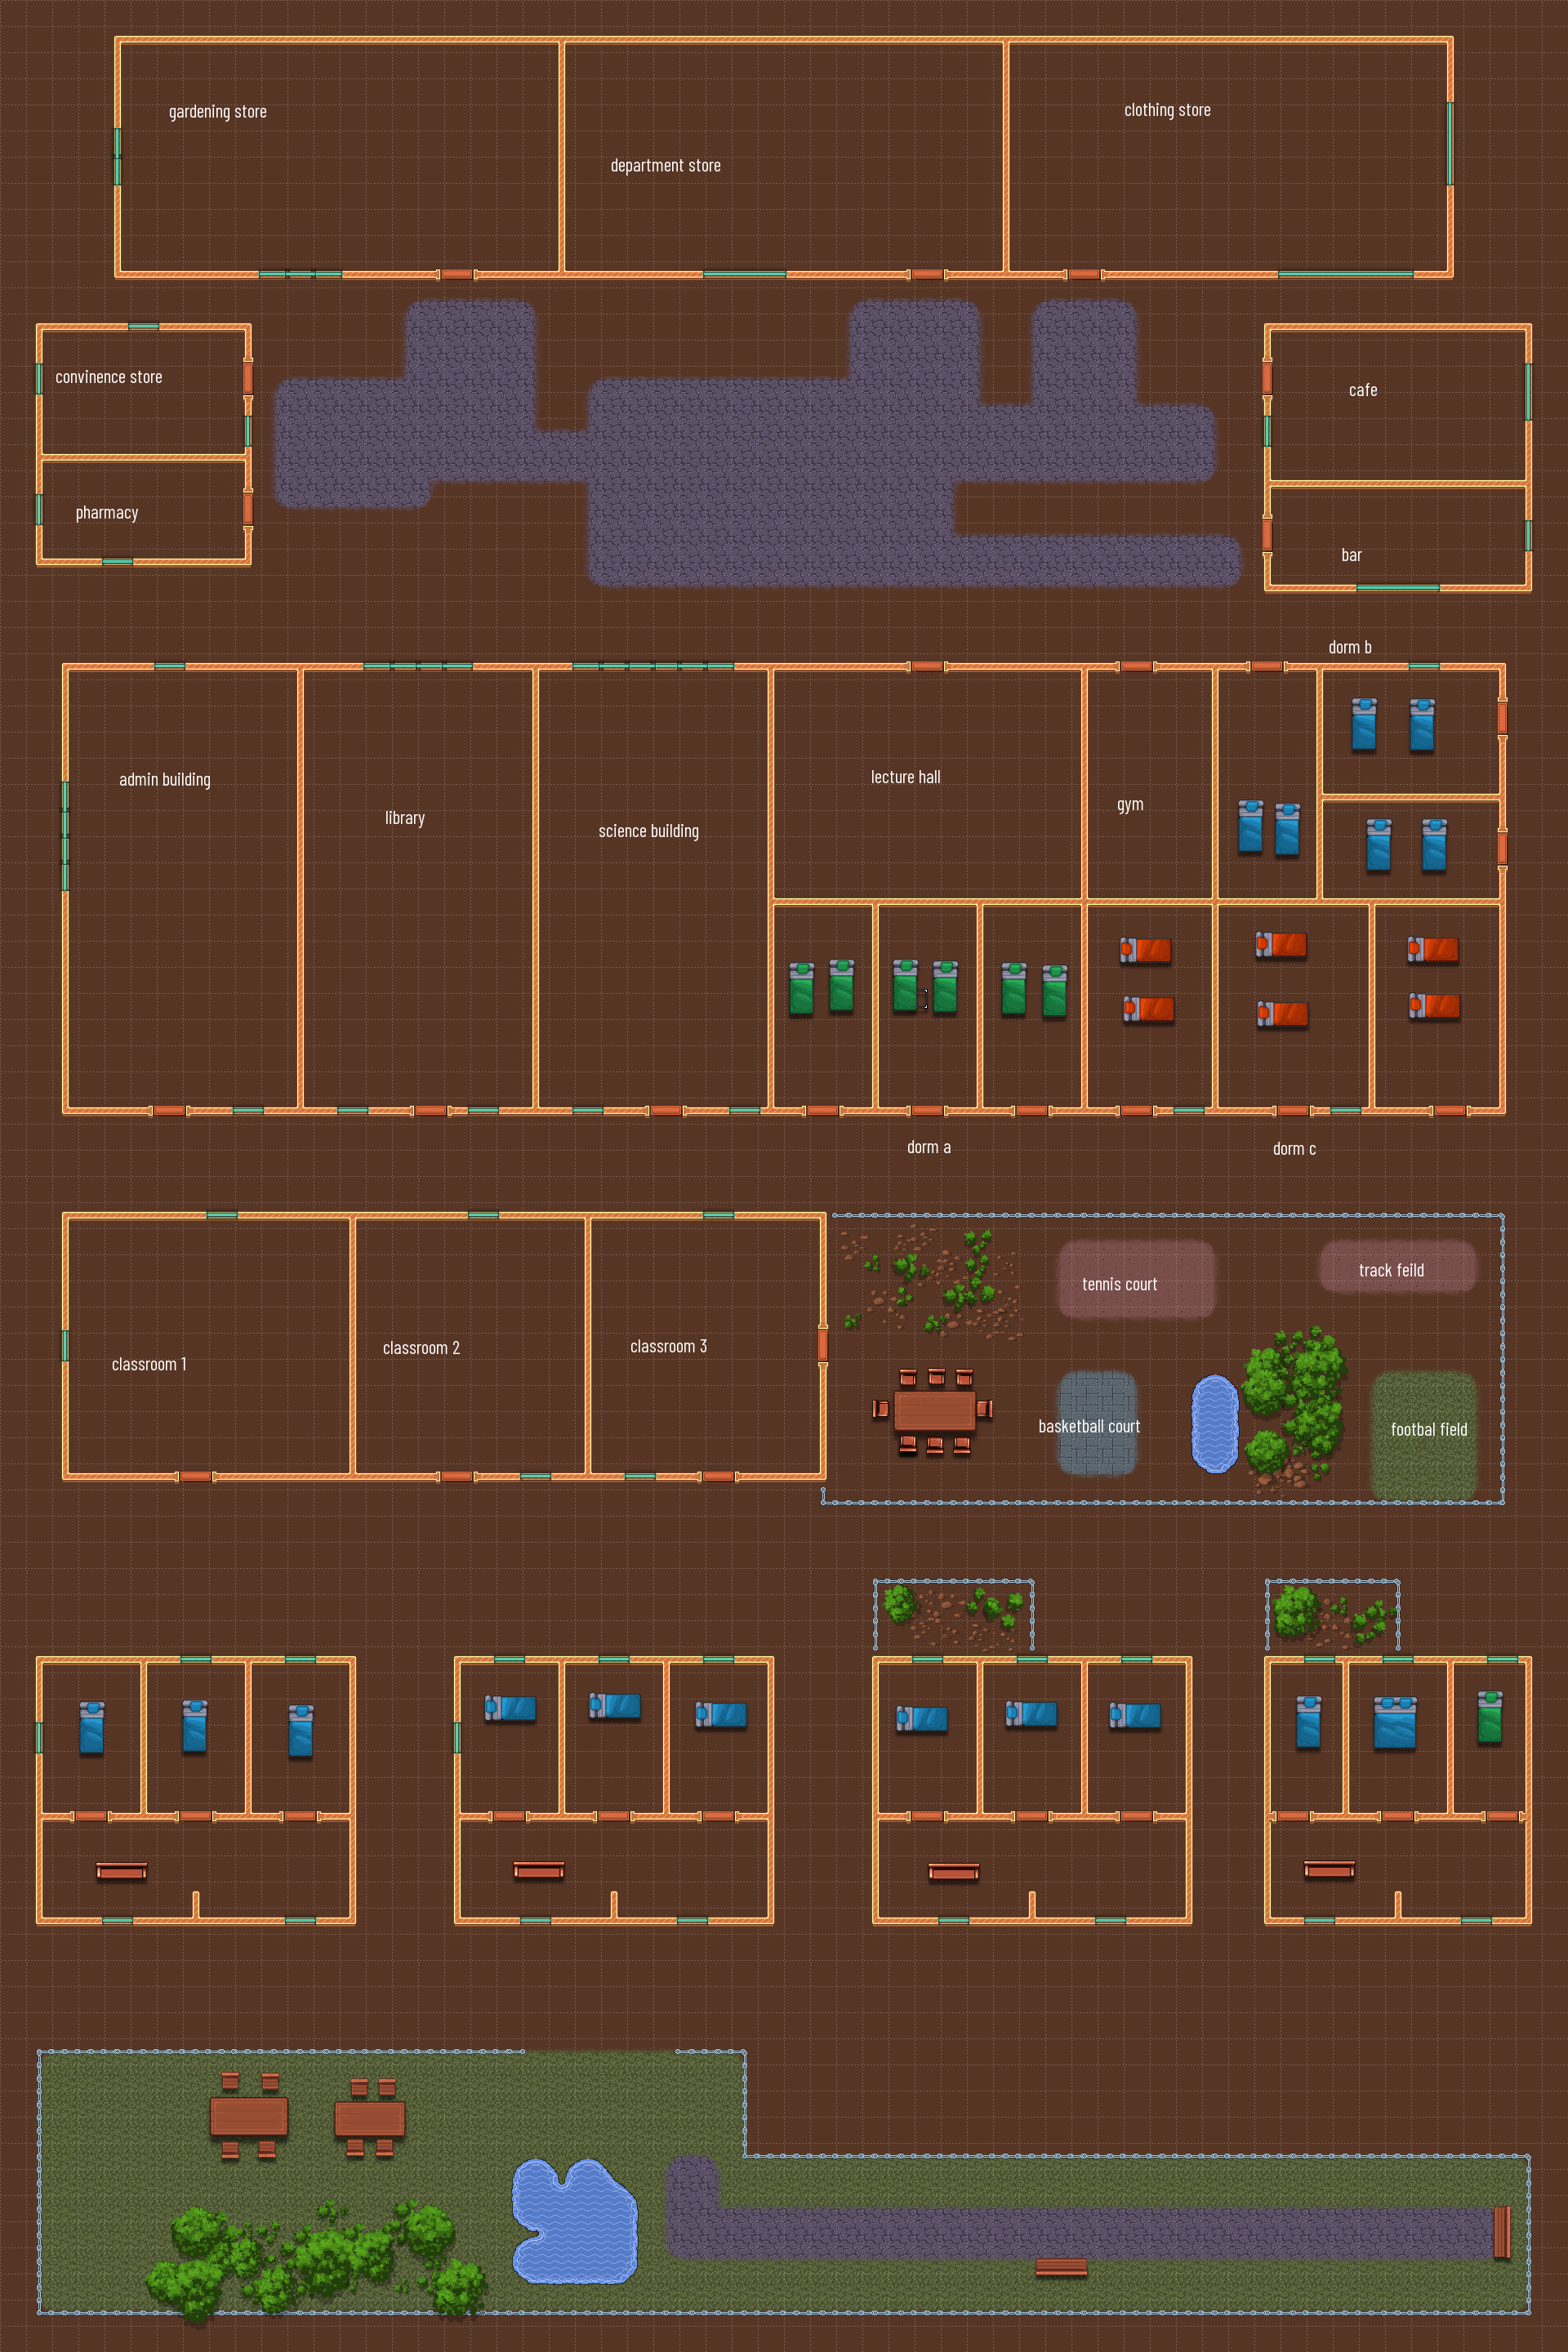 gardening store
clothing store
department store
convinence store
cafe
pharmacy
bar
dorm b
admin building
lecture hall
gym
library
science building
dorm a
dorm c
tennis court
track feild
classroom 1
classroom 2
classroom 3
basketball court
footbal field